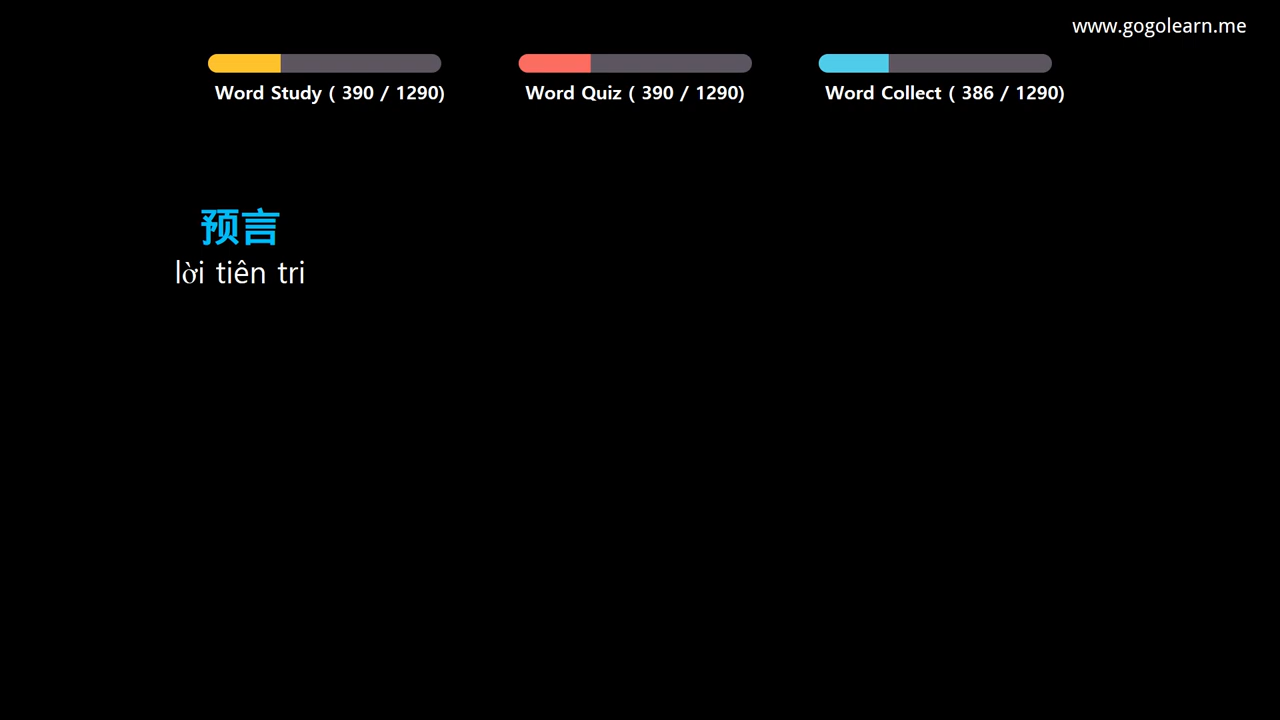 www.gogolearn.me
Word Study ( 390 / 1290)
Word Quiz ( 390 / 1290)
Word Collect ( 386 / 1290)
预言
lời tiên tri